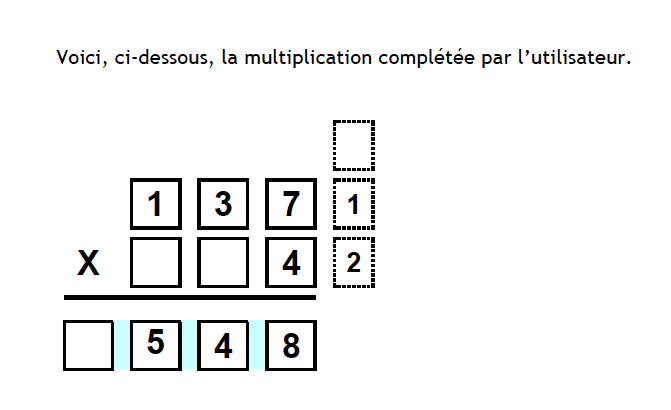 Voici, ci-dessous, la multiplication complétée par l’utilisateur.
1 3 7 1
X 4 2
5 4 8